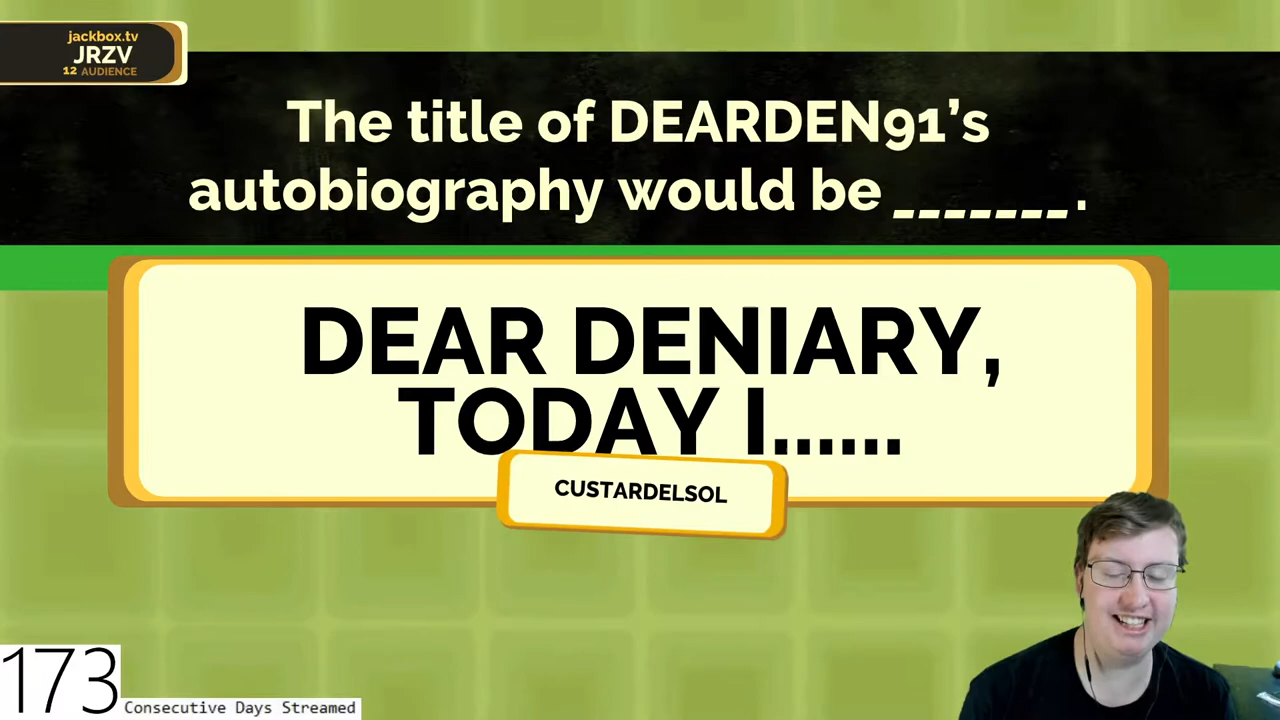 jackbox.tv
JRZV
12 AUDIENCE
The title of DEARDEN91’s
autobiography would be _______.
DEAR DENIARY,
TODAY I......
CUSTARDELSOL
173 Consecutive Days Streamed